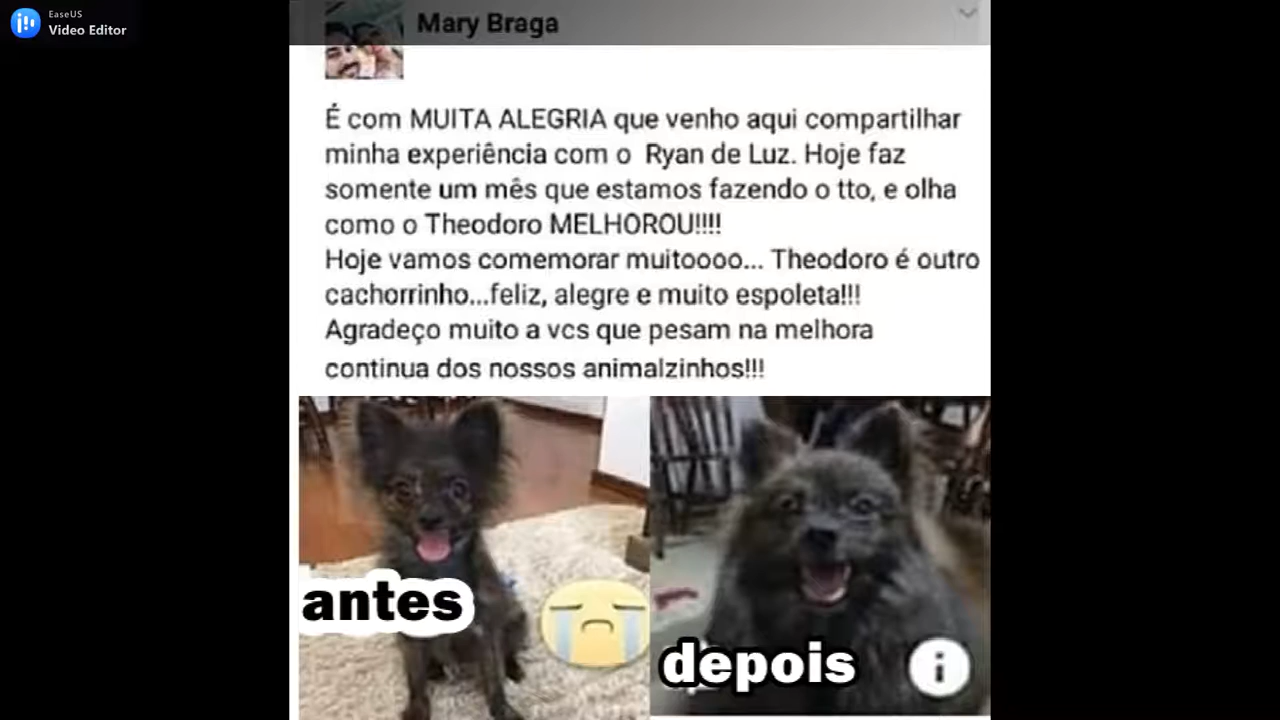 EaseUS
Video Editor
Mary Braga
É com MUITA ALEGRIA que venho aqui compartilhar
minha experiência com o Ryan de Luz. Hoje faz
somente um mês que estamos fazendo o tto, e olha
como o Theodoro MELHOROU!!!!
Hoje vamos comemorar muitoooo... Theodoro é outro
cachorrinho...feliz, alegre e muito espoleta!!!
Agradeço muito a vcs que pesam na melhora
continua dos nossos animalzinhos!!!
antes
depois